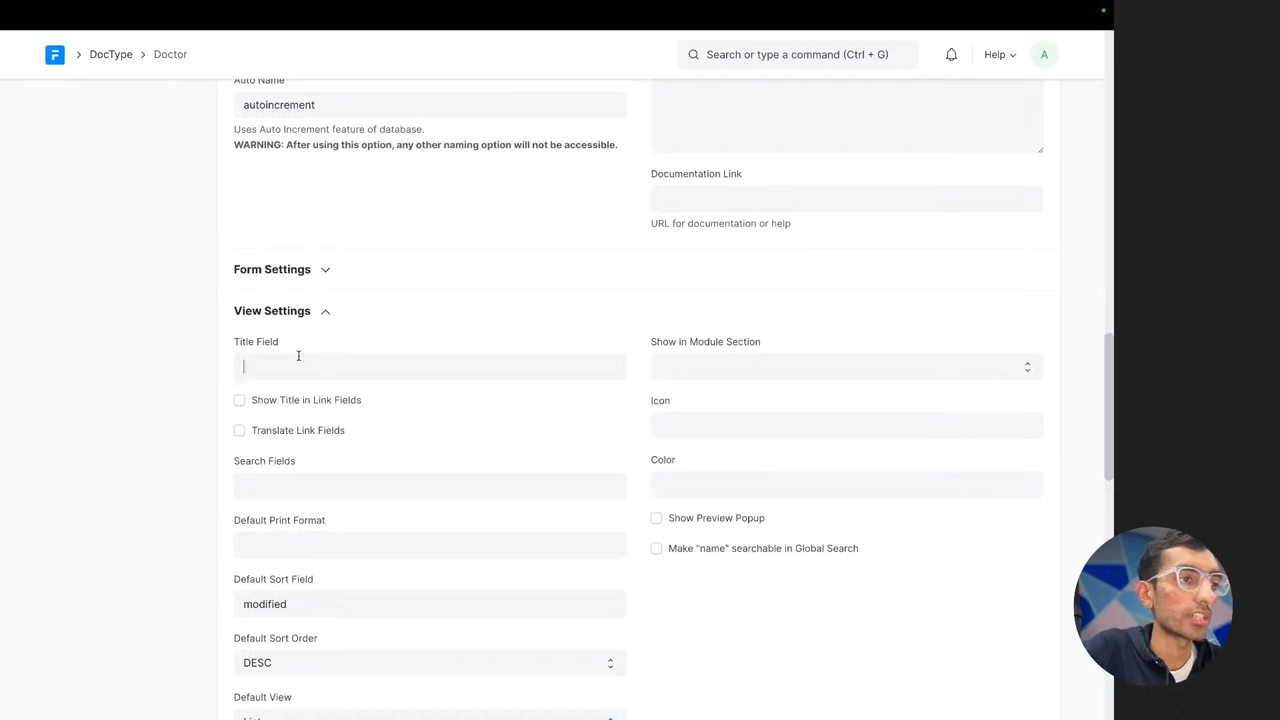 DocType
Doctor
Search or type a command (Ctrl + G)
Help
A
Auto Name
autoincrement
Uses Auto Increment feature of database.
WARNING: After using this option, any other naming option will not be accessible.
Documentation Link
URL for documentation or help
Form Settings
View Settings
Title Field
Show Title in Link Fields
Translate Link Fields
Search Fields
Default Print Format
Default Sort Field
modified
Default Sort Order
DESC
Default View
Show in Module Section
Icon
Color
Show Preview Popup
Make "name" searchable in Global Search